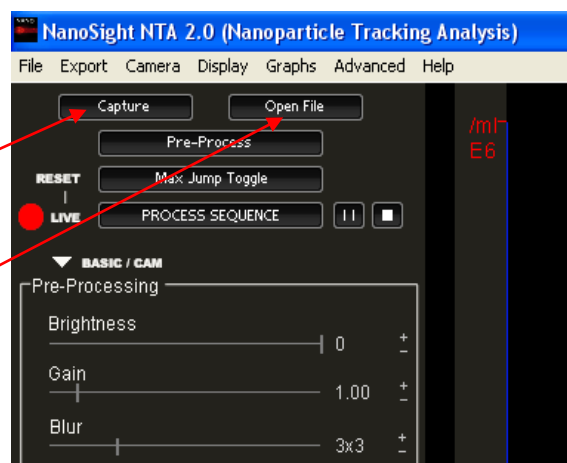 NANO
NanoSight NTA 2.0 (Nanoparticle Tracking Analysis)
File Export Camera Display Graphs Advanced Help
Capture Open File
/ml
E6
Pre-Process
RESET Max Jump Toggle
LIVE PROCESS SEQUENCE
BASIC / CAM
Pre-Processing
Brightness
0 + -
Gain
1.00 + -
Blur
3x3 + -